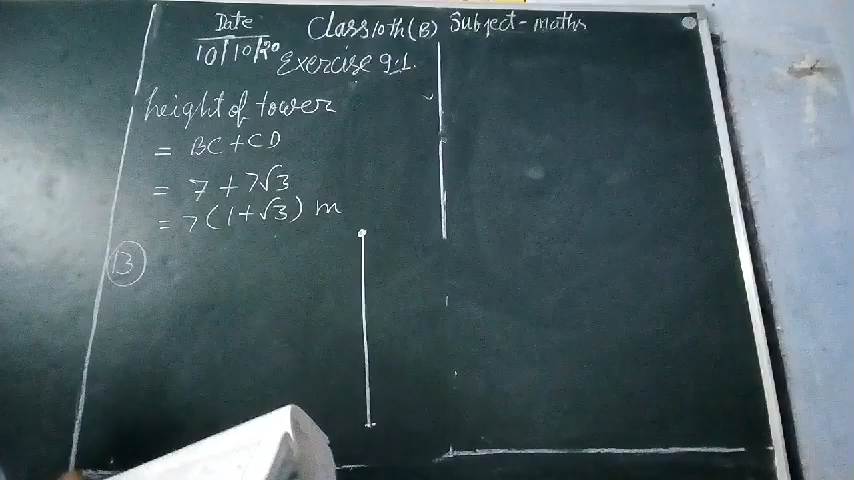 Date Class 10th (B) Subject - maths
10/10/20 Exercise 9.1.
height of tower
= BC + CD
= 7 + 7√3
= 7 (1 + √3) m
13